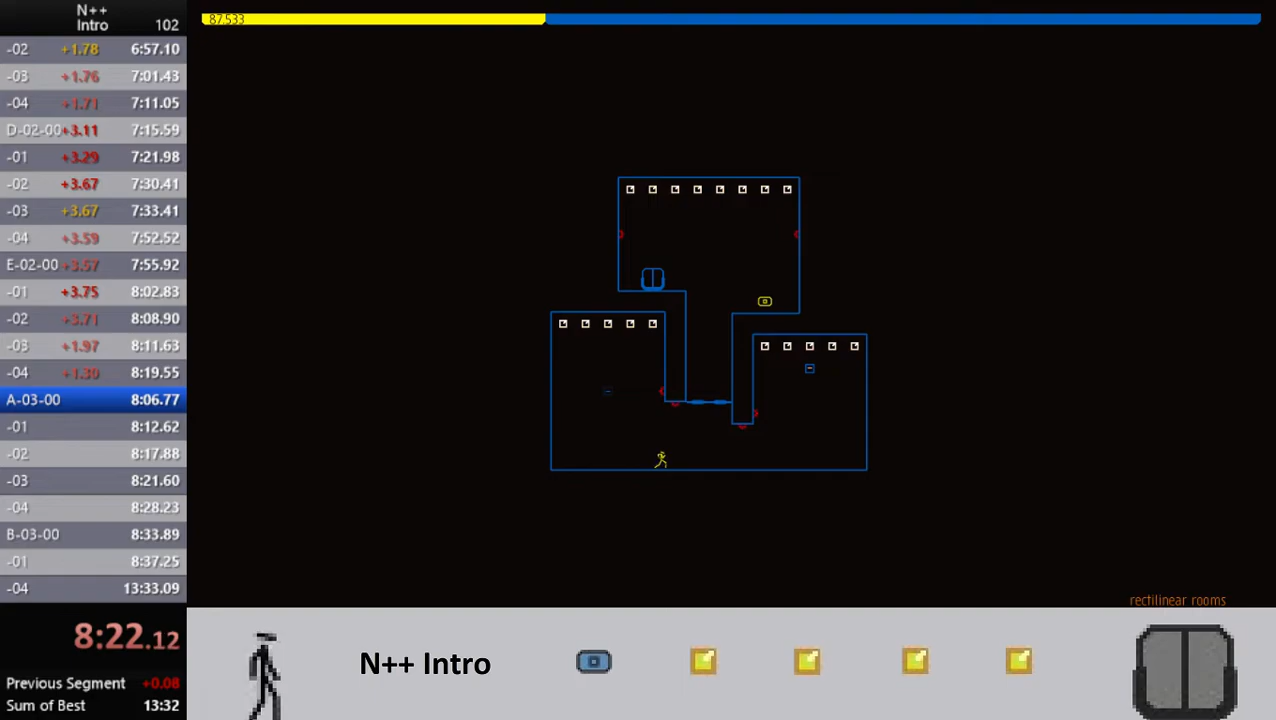 N++
Intro 102
-02 +1.78 6:57.10
-03 +1.76 7:01.43
-04 +1.71 7:11.05
D-02-00 +3.11 7:15.59
-01 +3.29 7:21.98
-02 +3.67 7:30.41
-03 +3.67 7:33.41
-04 +3.59 7:52.52
E-02-00 +3.57 7:55.92
-01 +3.75 8:02.83
-02 +3.71 8:08.90
-03 +1.97 8:11.63
-04 +1.30 8:19.55
A-03-00 8:06.77
-01 8:12.62
-02 8:17.88
-03 8:21.60
-04 8:28.23
B-03-00 8:33.89
-01 8:37.25
-04 13:33.09
8:22.12
Previous Segment +0.08
Sum of Best 13:32
87.533
rectilinear rooms
N++ Intro